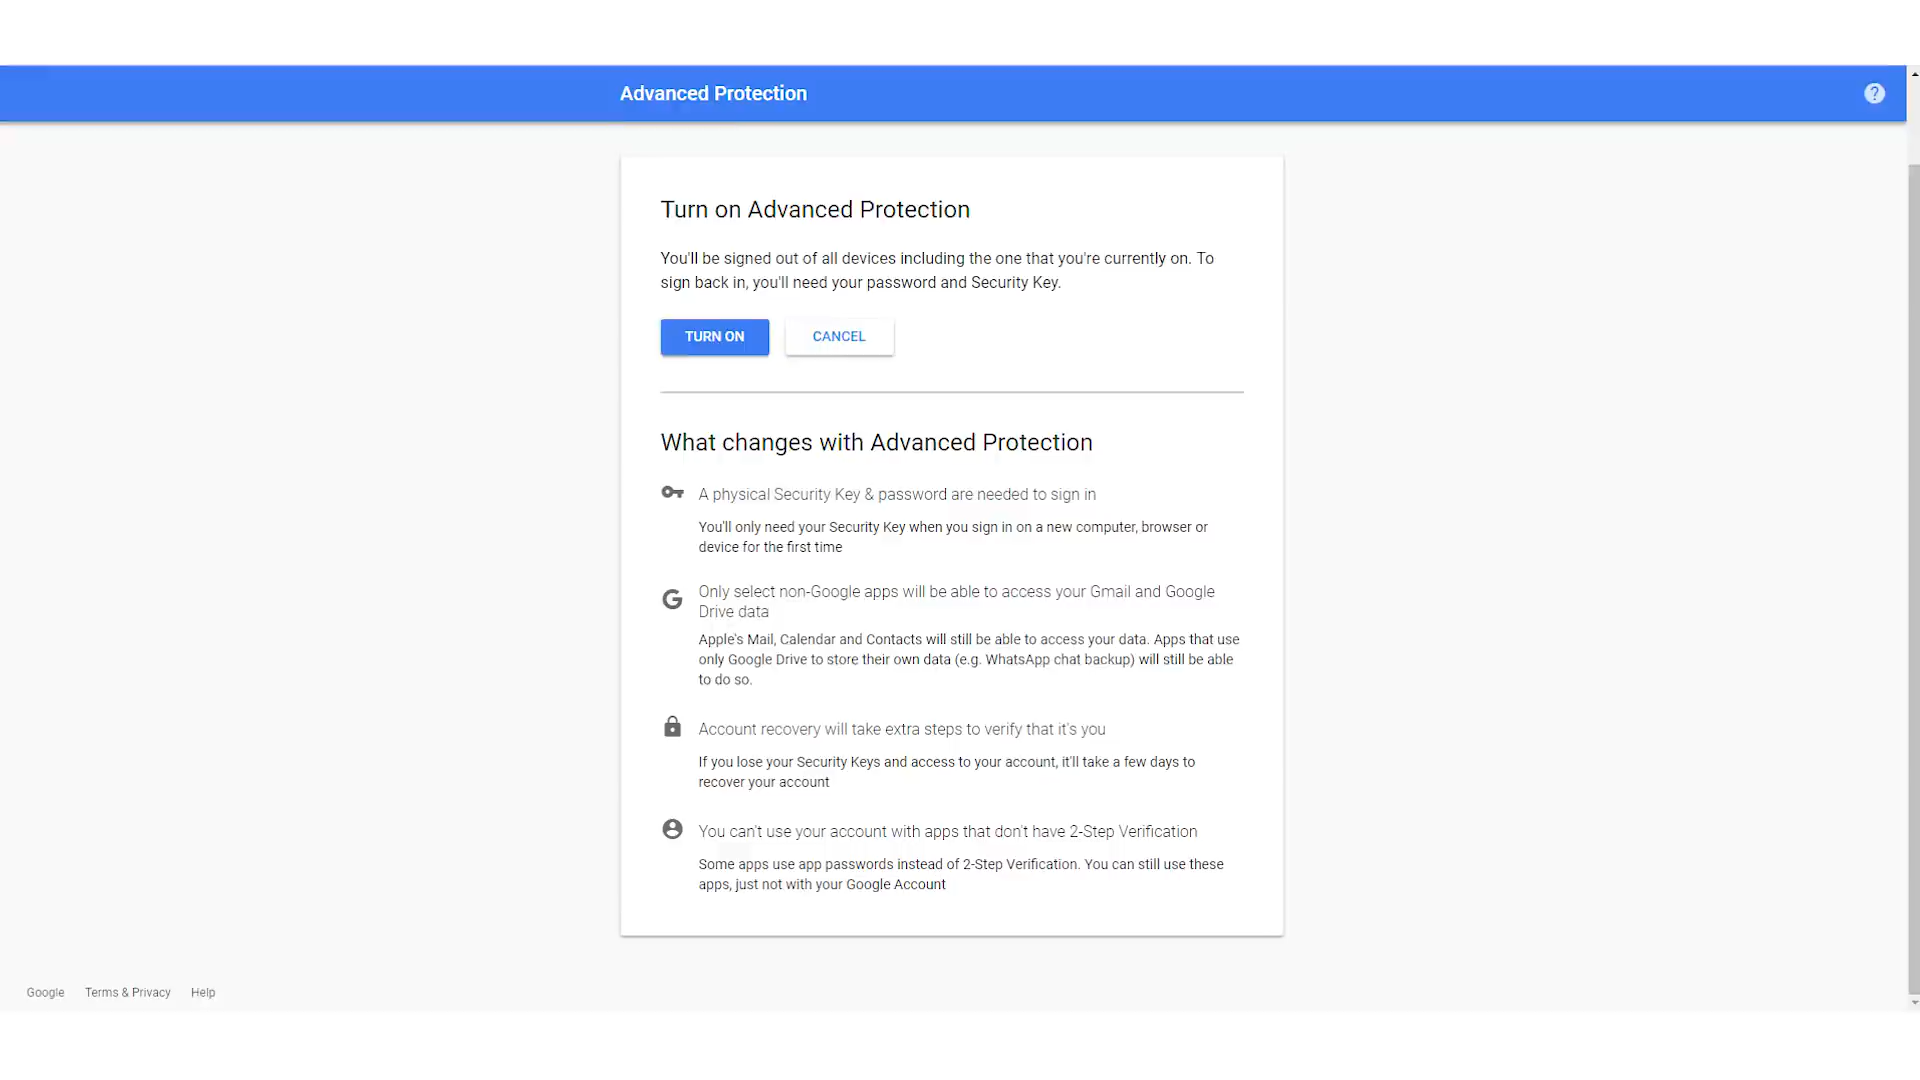 Advanced Protection
Turn on Advanced Protection
You'll be signed out of all devices including the one that you're currently on. To
sign back in, you'll need your password and Security Key.
TURN ON
CANCEL
What changes with Advanced Protection
A physical Security Key & password are needed to sign in
You'll only need your Security Key when you sign in on a new computer, browser or
device for the first time
Only select non-Google apps will be able to access your Gmail and Google
Drive data
Apple's Mail, Calendar and Contacts will still be able to access your data. Apps that use
only Google Drive to store their own data (e.g. WhatsApp chat backup) will still be able
to do so.
Account recovery will take extra steps to verify that it's you
If you lose your Security Keys and access to your account, it'll take a few days to
recover your account
You can't use your account with apps that don't have 2-Step Verification
Some apps use app passwords instead of 2-Step Verification. You can still use these
apps, just not with your Google Account
Google
Terms & Privacy
Help